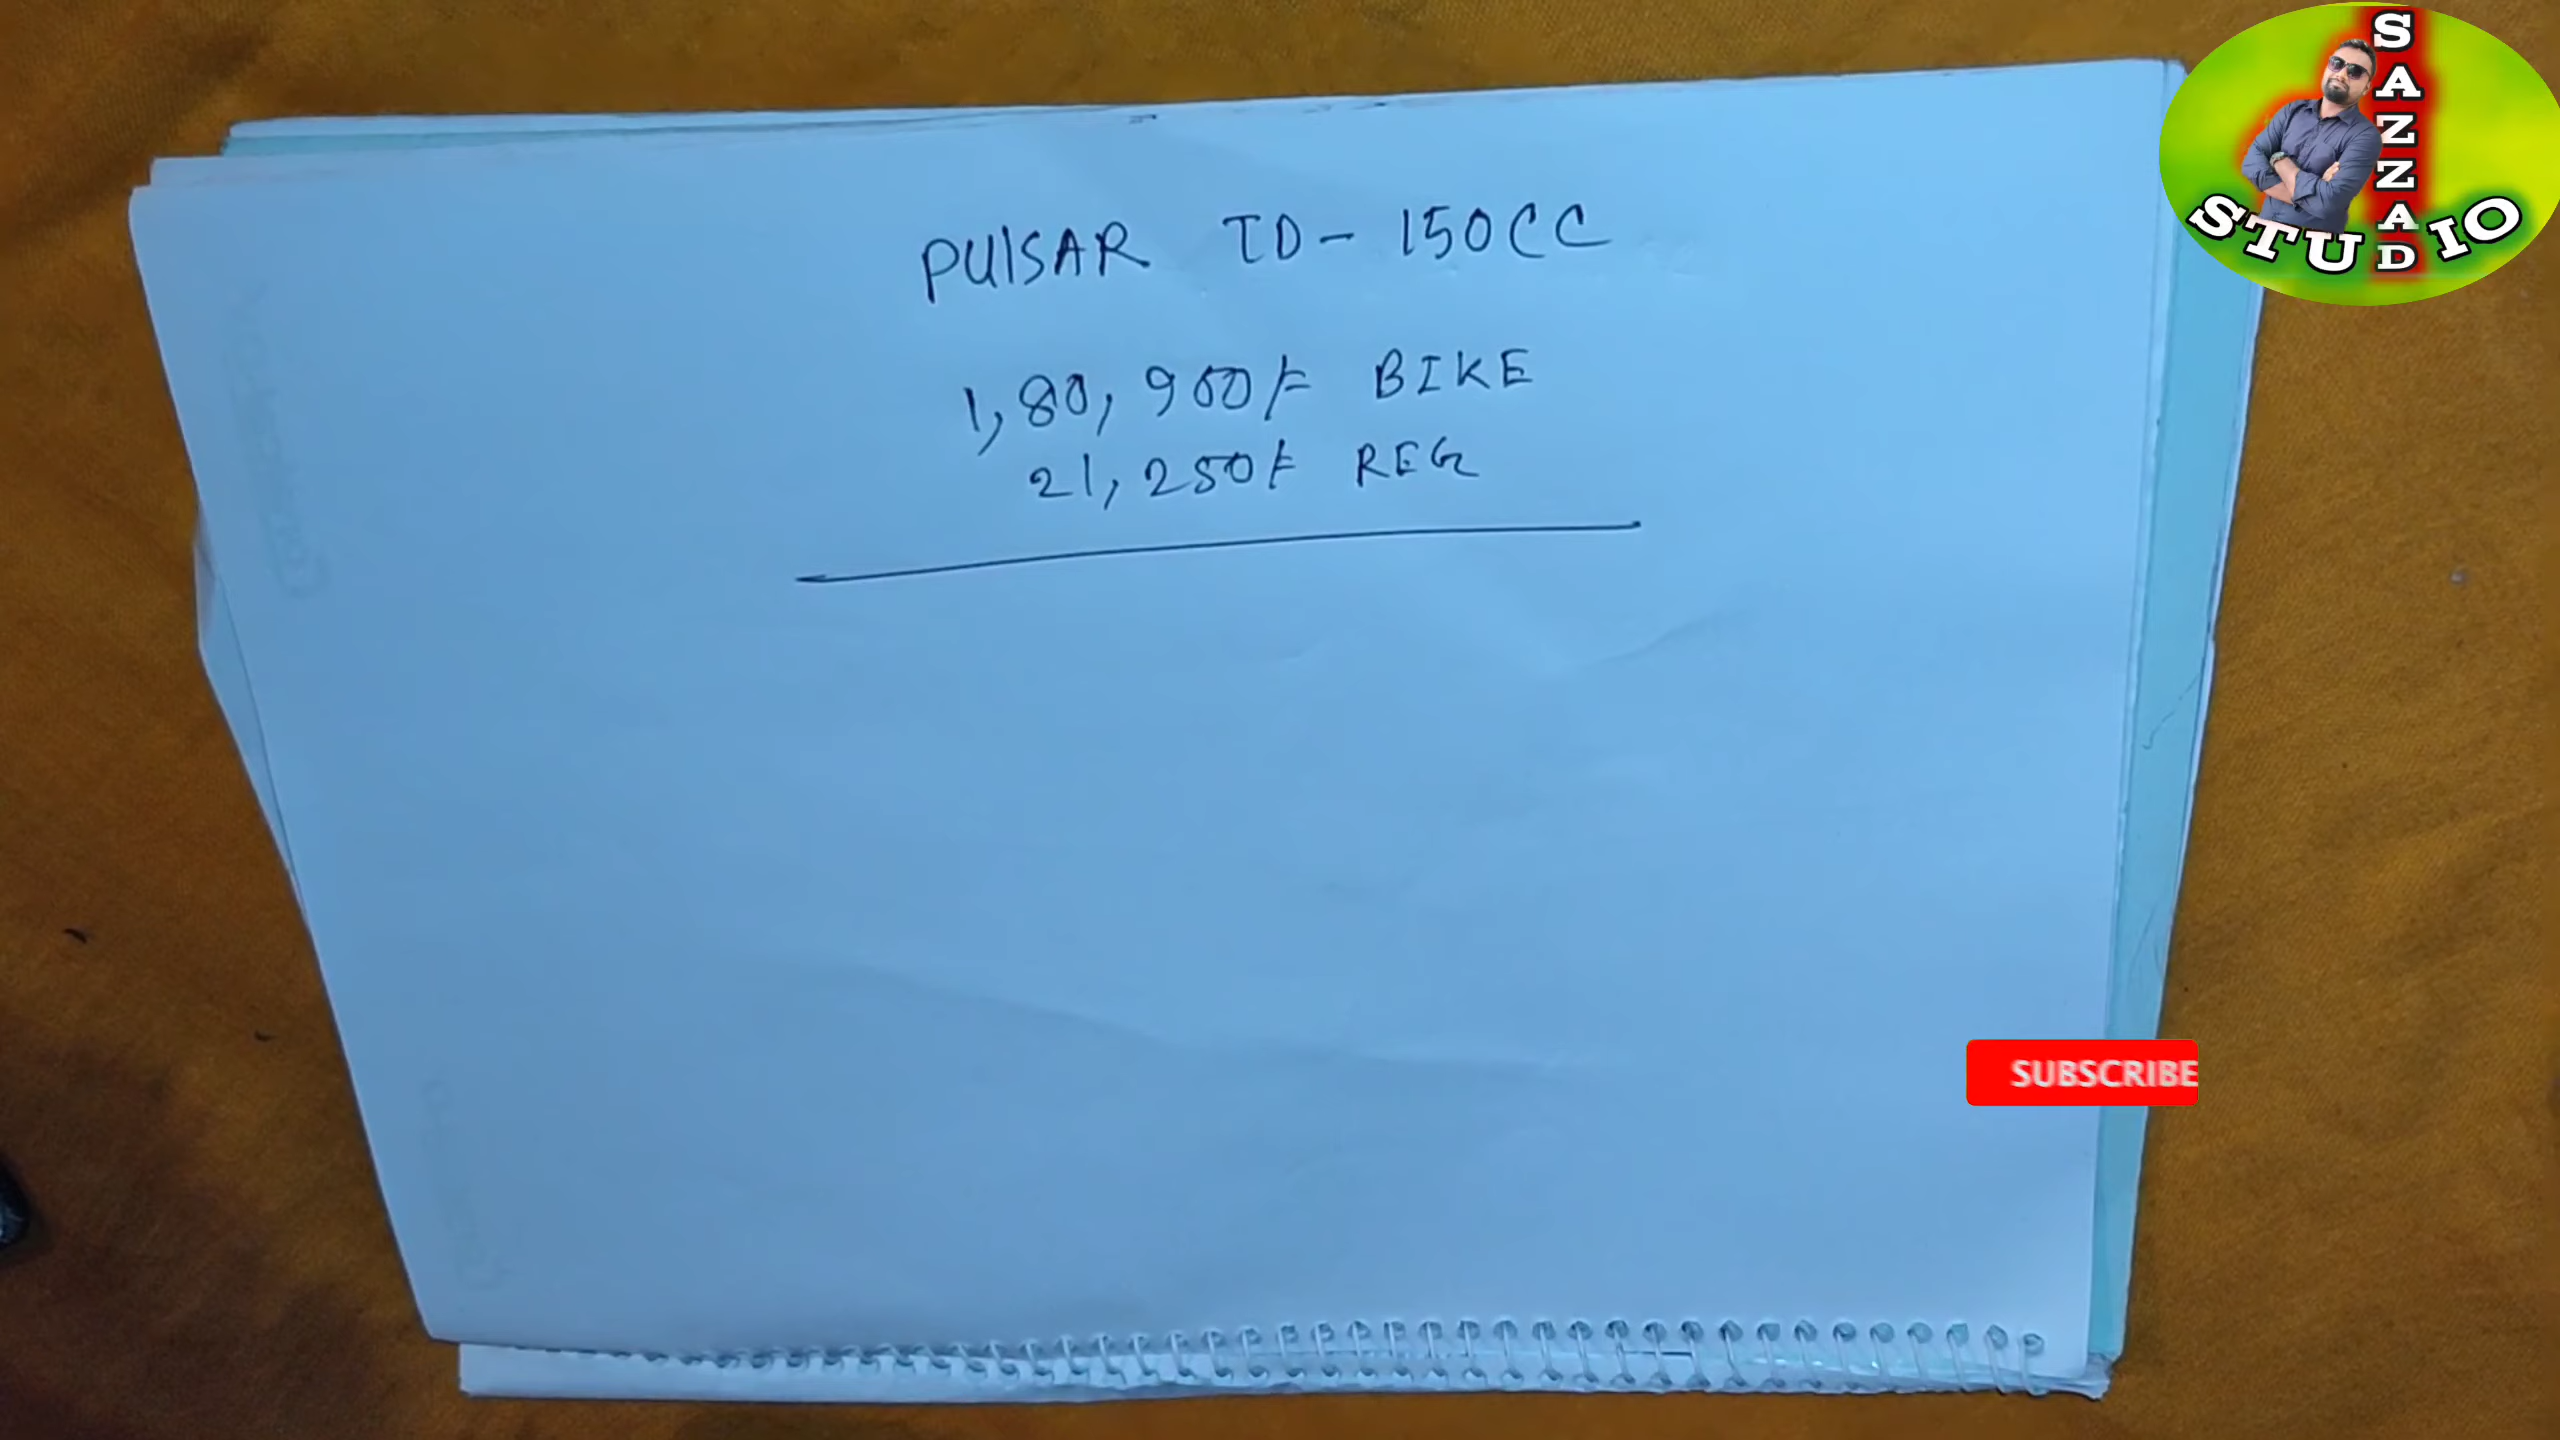 PULSAR TD - 150CC
1,80,900/= BIKE
21,250/= REG
SAZZAD
STUDIO
SUBSCRIBE